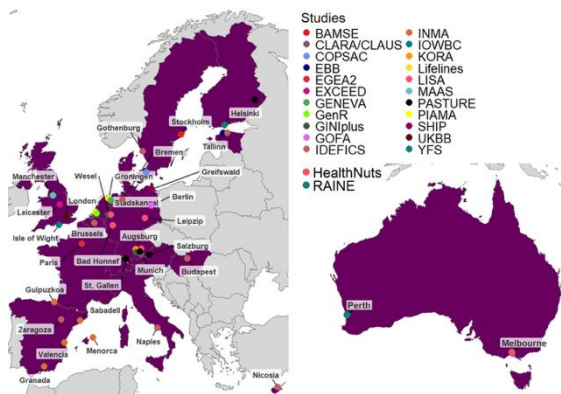 Studies
BAMSE
CLARA/CLAUS
COPSAC
EBB
EGEA2
EXCEED
GENEVA
GenR
GINIplus
GOFA
IDEFICS
INMA
IOWBC
KORA
Lifelines
LISA
MAAS
PASTURE
PIAMA
SHIP
UKBB
YFS
HealthNuts
RAINE
Helsinki
Stockholm
Gothenburg
Tallinn
Bremen
Wesel
Groningen
Greifswald
Manchester
Stadskanaal
Berlin
London
Leicester
Leipzig
Isle of Wight
Brussels
Augsburg
Salzburg
Paris
Bad Honnef
Munich
Budapest
St. Gallen
Guipuzkoa
Sabadell
Zaragoza
Valencia
Menorca
Naples
Granada
Nicosia
Perth
Melbourne